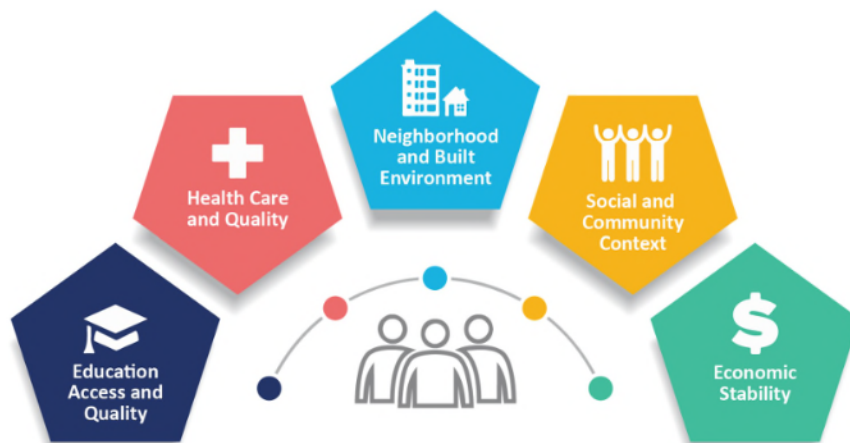 Education
Access and
Quality
Health Care
and Quality
Neighborhood
and Built
Environment
Social and
Community
Context
$
Economic
Stability